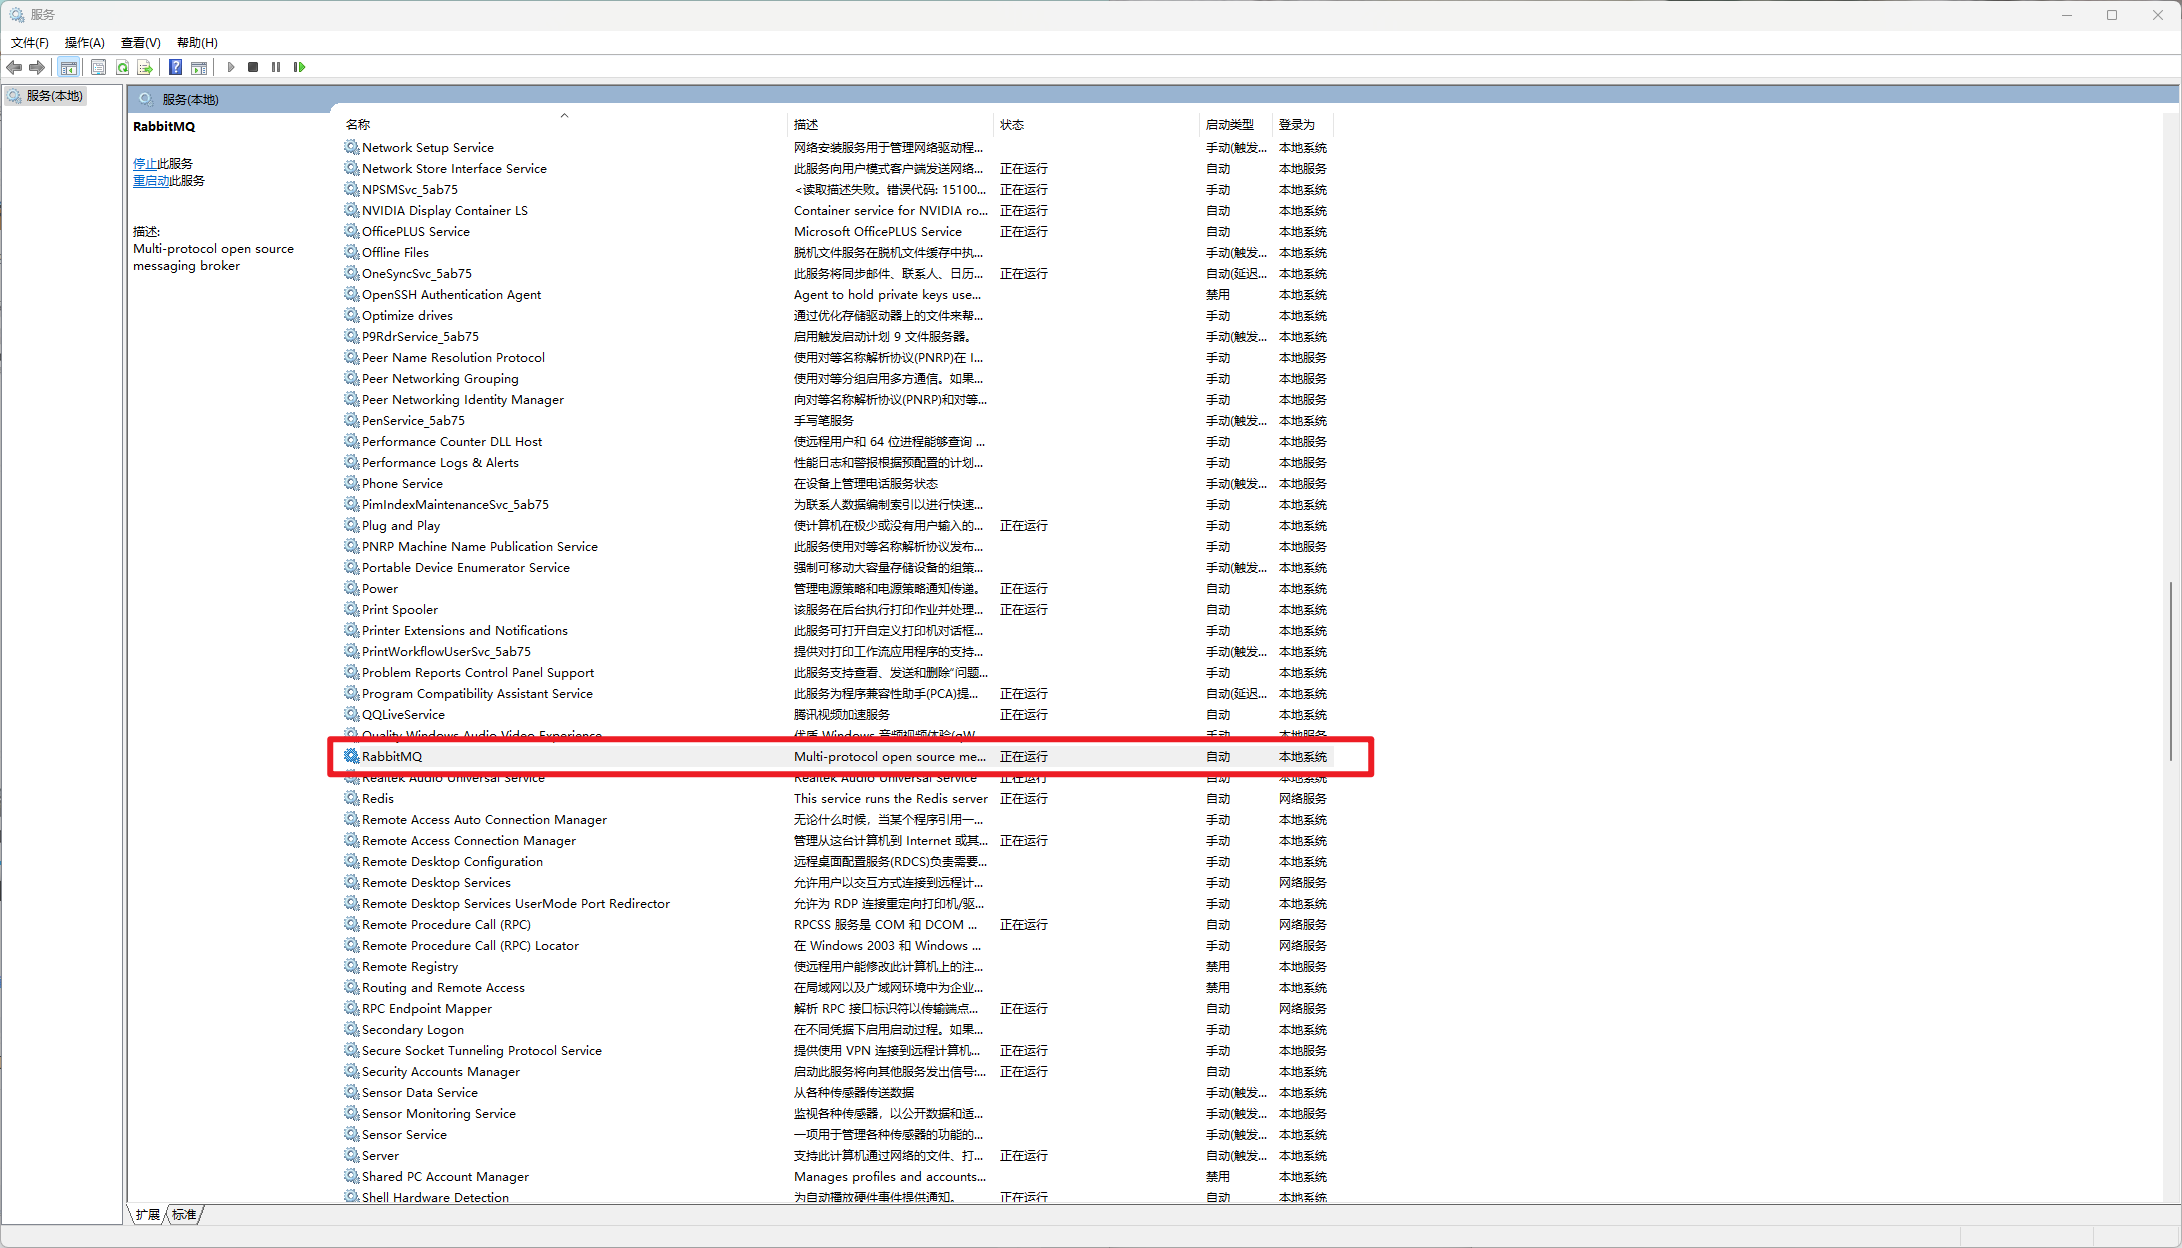 服务
文件(F) 操作(A) 查看(V) 帮助(H)
服务(本地)
服务(本地)
RabbitMQ
停止此服务
重启动此服务
描述:
Multi-protocol open source
messaging broker
名称 描述 状态 启动类型 登录为
Network Setup Service 网络安装服务用于管理网络驱动程... 手动(触发... 本地系统
Network Store Interface Service 此服务向用户模式客户端发送网络... 正在运行 自动 本地服务
NPSMSvc_5ab75 <读取描述失败。错误代码: 15100... 正在运行 手动 本地系统
NVIDIA Display Container LS Container service for NVIDIA ro... 正在运行 自动 本地系统
OfficePLUS Service Microsoft OfficePLUS Service 正在运行 自动 本地系统
Offline Files 脱机文件服务在脱机文件缓存中执... 手动(触发... 本地系统
OneSyncSvc_5ab75 此服务将同步邮件、联系人、日历... 正在运行 自动(延迟... 本地系统
OpenSSH Authentication Agent Agent to hold private keys use... 禁用 本地系统
Optimize drives 通过优化存储驱动器上的文件来帮... 手动 本地系统
P9RdrService_5ab75 启用触发启动计划 9 文件服务器。 手动(触发... 本地系统
Peer Name Resolution Protocol 使用对等名称解析协议(PNRP)在 I... 手动 本地服务
Peer Networking Grouping 使用对等分组启用多方通信。如果... 手动 本地服务
Peer Networking Identity Manager 向对等名称解析协议(PNRP)和对等... 手动 本地服务
PenService_5ab75 手写笔服务 手动(触发... 本地系统
Performance Counter DLL Host 使远程用户和 64 位进程能够查询 ... 手动 本地服务
Performance Logs & Alerts 性能日志和警报根据预配置的计划... 手动 本地服务
Phone Service 在设备上管理电话服务状态 手动(触发... 本地服务
PimIndexMaintenanceSvc_5ab75 为联系人数据编制索引以进行快速... 手动 本地系统
Plug and Play 使计算机在极少或没有用户输入的... 正在运行 手动 本地系统
PNRP Machine Name Publication Service 此服务使用对等名称解析协议发布... 手动 本地服务
Portable Device Enumerator Service 强制可移动大容量存储设备的组策... 手动(触发... 本地系统
Power 管理电源策略和电源策略通知传递。 正在运行 自动 本地系统
Print Spooler 该服务在后台执行打印作业并处理... 正在运行 自动 本地系统
Printer Extensions and Notifications 此服务可打开自定义打印机对话框... 手动 本地系统
PrintWorkflowUserSvc_5ab75 提供对打印工作流应用程序的支持... 手动(触发... 本地系统
Problem Reports Control Panel Support 此服务支持查看、发送和删除"问题... 手动 本地系统
Program Compatibility Assistant Service 此服务为程序兼容性助手(PCA)提... 正在运行 自动(延迟... 本地系统
QQLiveService 腾讯视频加速服务 正在运行 自动 本地系统
Quality Windows Audio Video Experience 优质 Windows 音频视频体验(qW... 手动 本地服务
RabbitMQ Multi-protocol open source me... 正在运行 自动 本地系统
Realtek Audio Universal Service Realtek Audio Universal Service 正在运行 自动 本地系统
Redis This service runs the Redis server 正在运行 自动 网络服务
Remote Access Auto Connection Manager 无论什么时候，当某个程序引用一... 手动 本地系统
Remote Access Connection Manager 管理从这台计算机到 Internet 或其... 正在运行 手动 本地系统
Remote Desktop Configuration 远程桌面配置服务(RDCS)负责需要... 手动 本地系统
Remote Desktop Services 允许用户以交互方式连接到远程计... 手动 网络服务
Remote Desktop Services UserMode Port Redirector 允许为 RDP 连接重定向打印机/驱... 手动 本地系统
Remote Procedure Call (RPC) RPCSS 服务是 COM 和 DCOM ... 正在运行 自动 网络服务
Remote Procedure Call (RPC) Locator 在 Windows 2003 和 Windows ... 手动 网络服务
Remote Registry 使远程用户能修改此计算机上的注... 禁用 本地服务
Routing and Remote Access 在局域网以及广域网环境中为企业... 禁用 本地系统
RPC Endpoint Mapper 解析 RPC 接口标识符以传输端点... 正在运行 自动 网络服务
Secondary Logon 在不同凭据下启用启动过程。如果... 手动 本地系统
Secure Socket Tunneling Protocol Service 提供使用 VPN 连接到远程计算机... 正在运行 手动 本地服务
Security Accounts Manager 启动此服务将向其他服务发出信号:... 正在运行 自动 本地系统
Sensor Data Service 从各种传感器传送数据 手动(触发... 本地系统
Sensor Monitoring Service 监视各种传感器，以公开数据和适... 手动(触发... 本地服务
Sensor Service 一项用于管理各种传感器的功能的... 手动(触发... 本地系统
Server 支持此计算机通过网络的文件、打... 正在运行 自动(触发... 本地系统
Shared PC Account Manager Manages profiles and accounts... 禁用 本地系统
Shell Hardware Detection 为自动播放硬件事件提供通知。 正在运行 自动 本地系统
扩展 标准